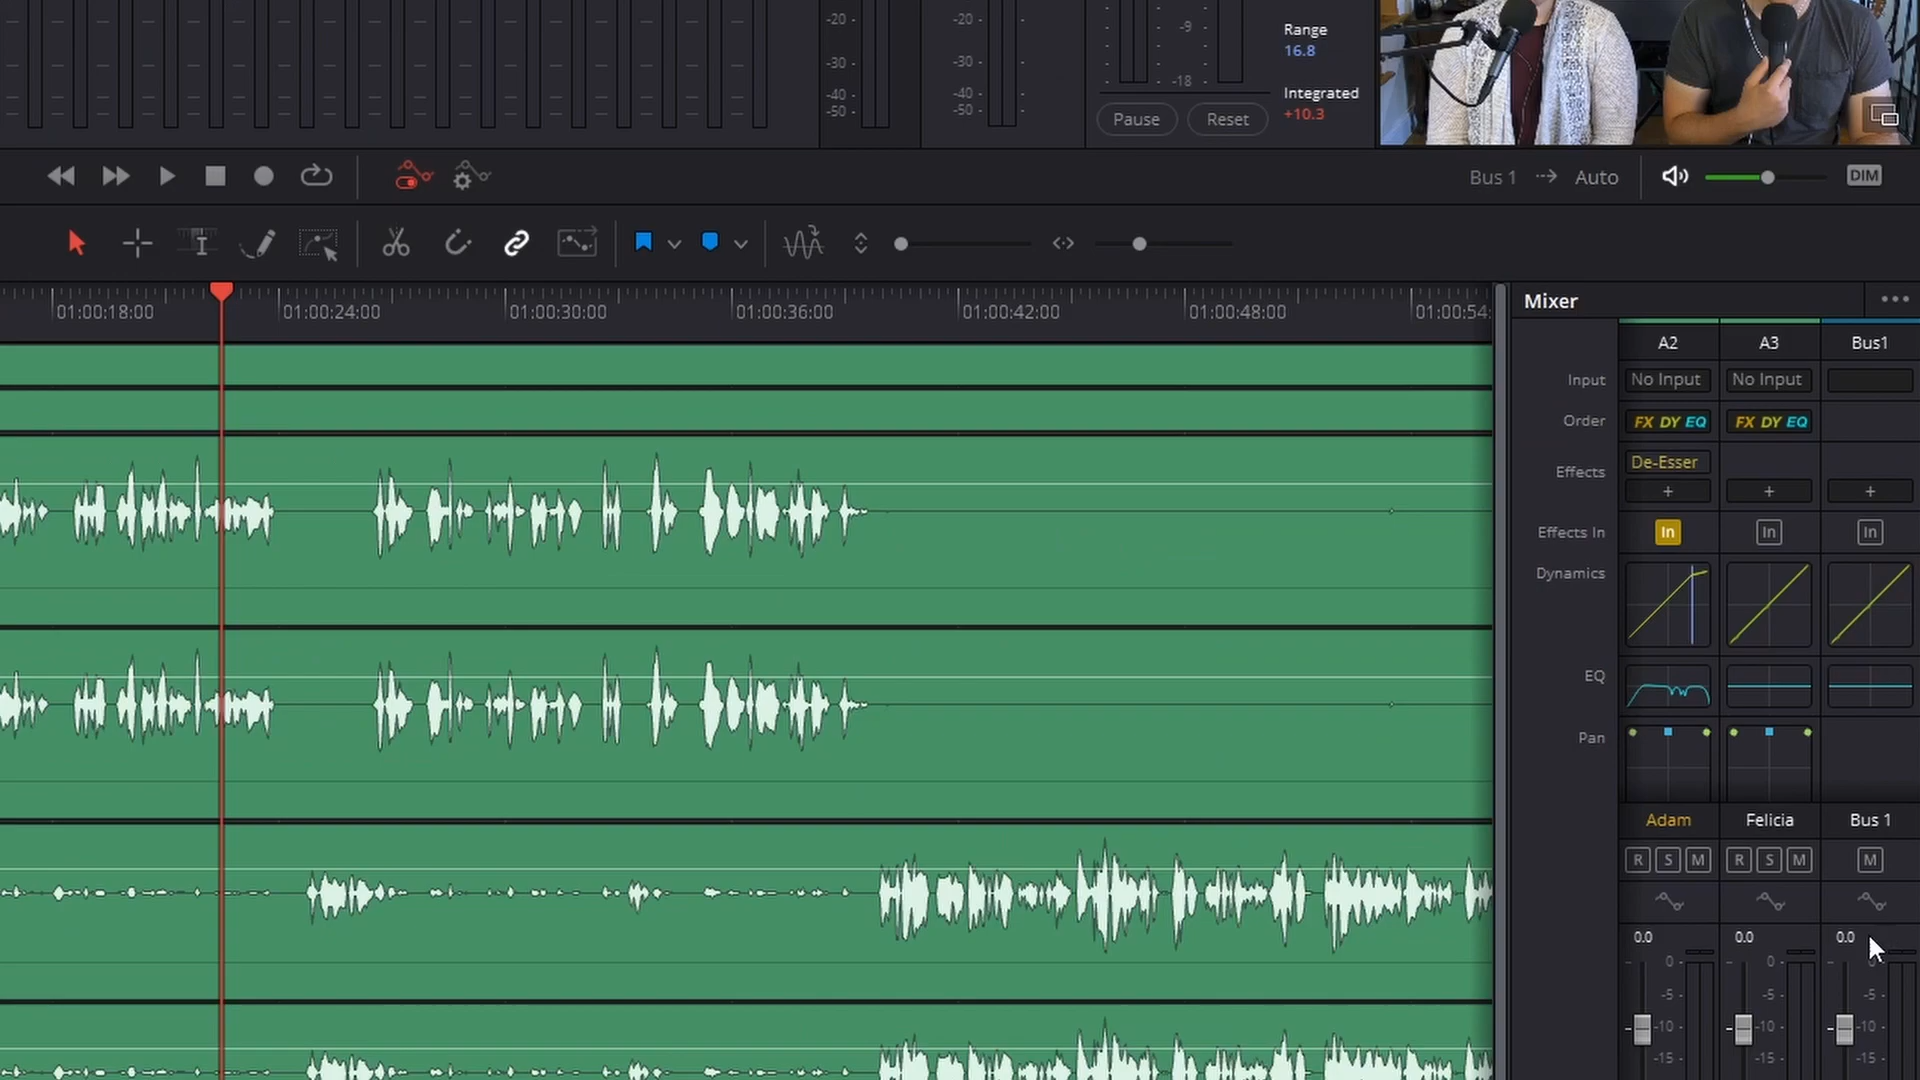 -20 -
-20 -
-9
Range
-30 -
-30 -
16.8
-40 -
-40 -
-18
Integrated
-50 -
-50 -
+10.3
Pause
Reset
Bus 1
Auto
DIM
01:00:18:00
01:00:24:00
01:00:30:00
01:00:36:00
01:00:42:00
01:00:48:00
01:00:54:
Mixer
A2
A3
Bus1
Input
No Input
No Input
Order
FX DY EQ
FX DY EQ
Effects
De-Esser
+
+
+
Effects In
In
In
In
Dynamics
EQ
Pan
Adam
Felicia
Bus 1
R S M
R S M
M
0.0
0.0
0.0
0 -
0 -
0 -
-5 -
-5 -
-5 -
-10 -
-10 -
-10 -
-15 -
-15 -
-15 -